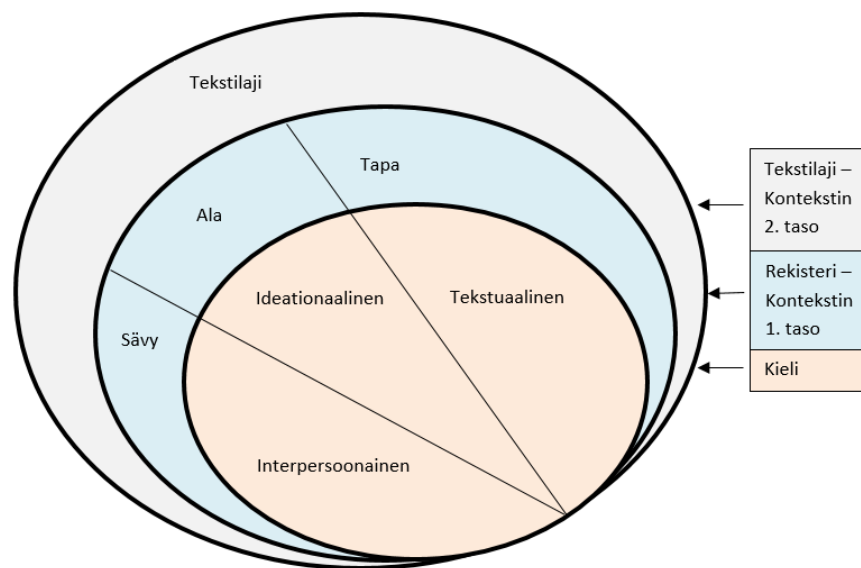 Tekstilaji
Tapa
Ala
Sävy
Ideationaalinen
Tekstuaalinen
Interpersoonainen
Tekstilaji –
Kontekstin
2. taso
Rekisteri –
Kontekstin
1. taso
Kieli